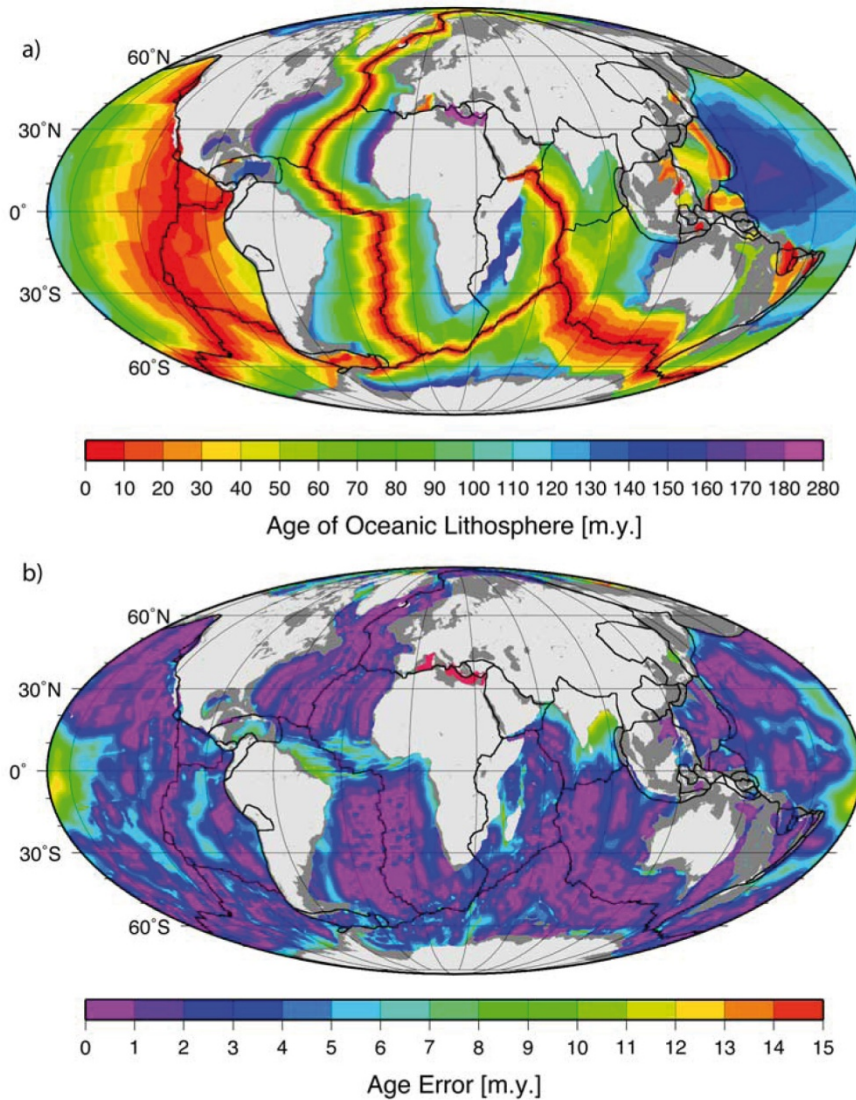 a)
60°N
30°N
0°
30°S
60°S
0 10 20 30 40 50 60 70 80 90 100 110 120 130 140 150 160 170 180 280
Age of Oceanic Lithosphere [m.y.]
b)
60°N
30°N
0°
30°S
60°S
0 1 2 3 4 5 6 7 8 9 10 11 12 13 14 15
Age Error [m.y.]